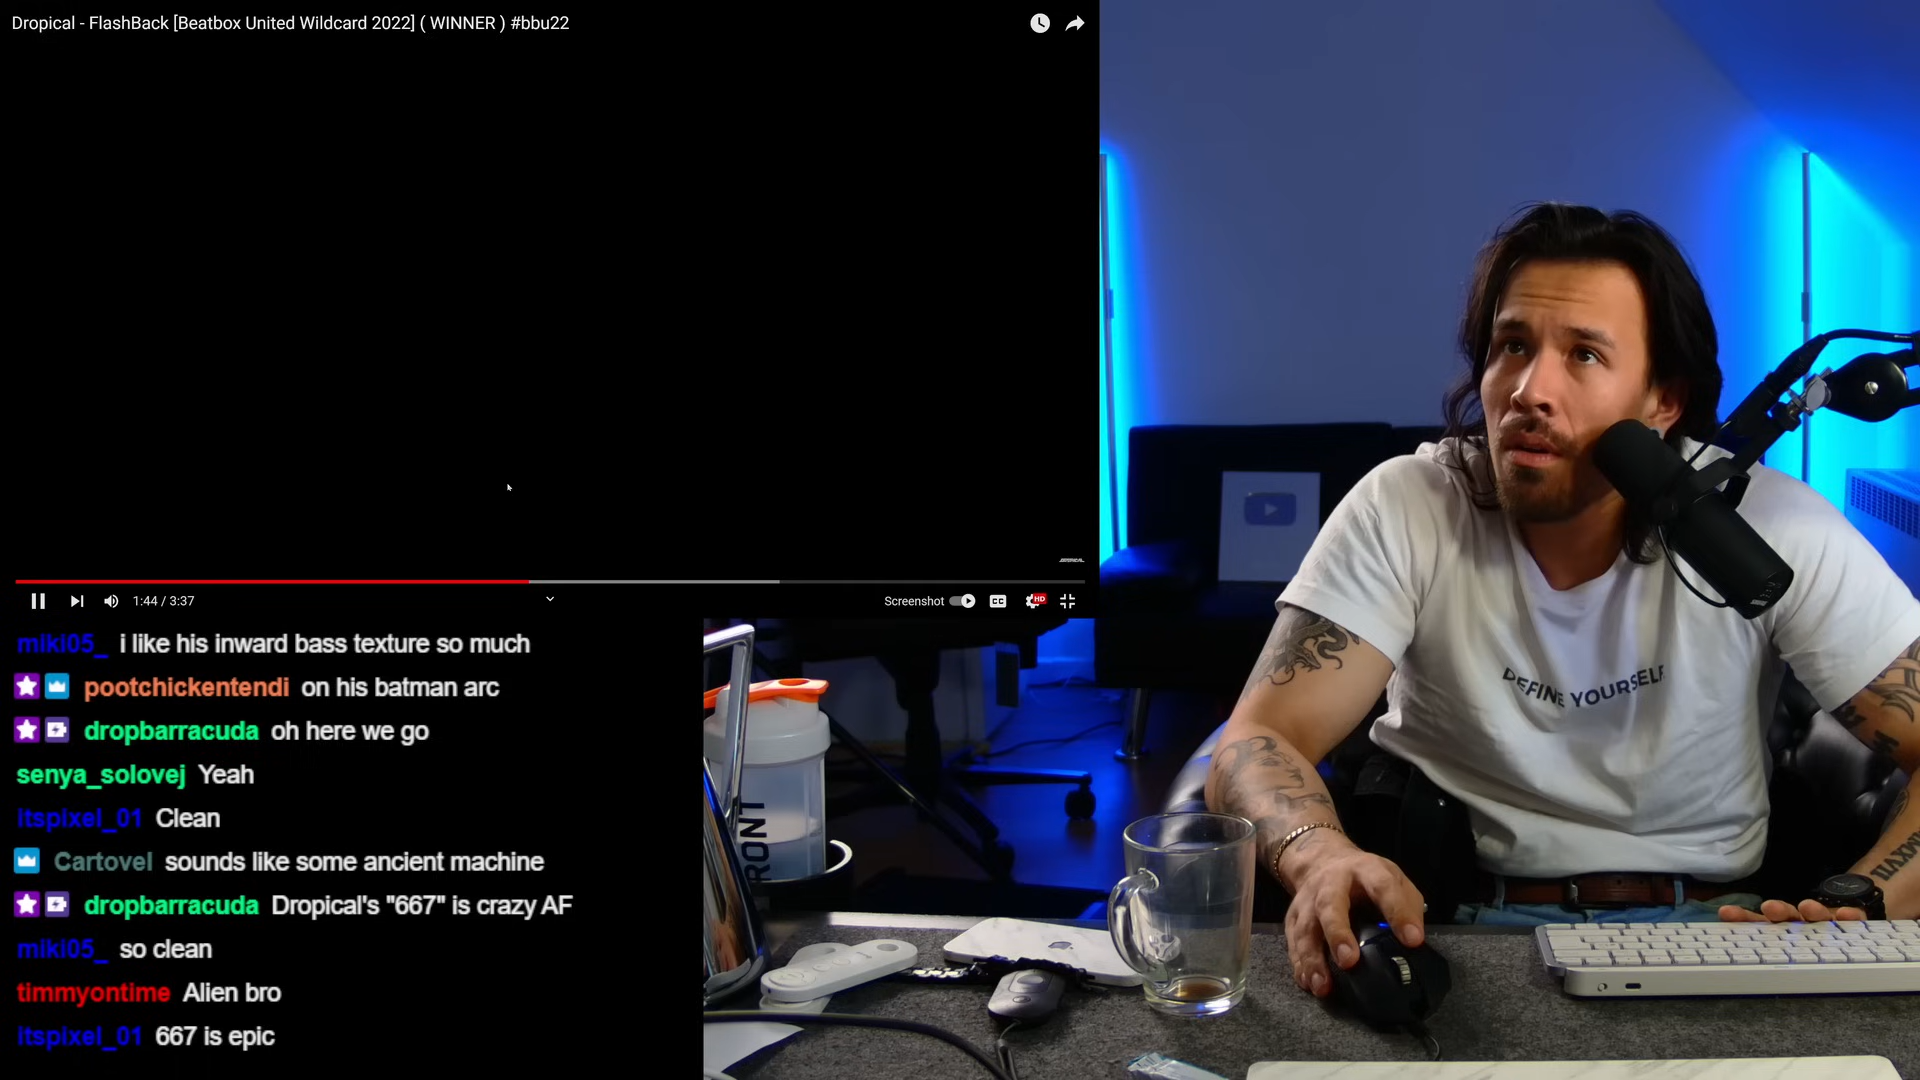 Dropical - FlashBack [Beatbox United Wildcard 2022] ( WINNER ) #bbu22
1:44 / 3:37
Screenshot
CC
HD
miki05_ i like his inward bass texture so much
pootchickentendi on his batman arc
dropbarracuda oh here we go
senya_solovej Yeah
itspixel_01 Clean
Cartovel sounds like some ancient machine
dropbarracuda Dropical's "667" is crazy AF
miki05_ so clean
timmyontime Alien bro
itspixel_01 667 is epic
DEFINE YOURSELF
RONT